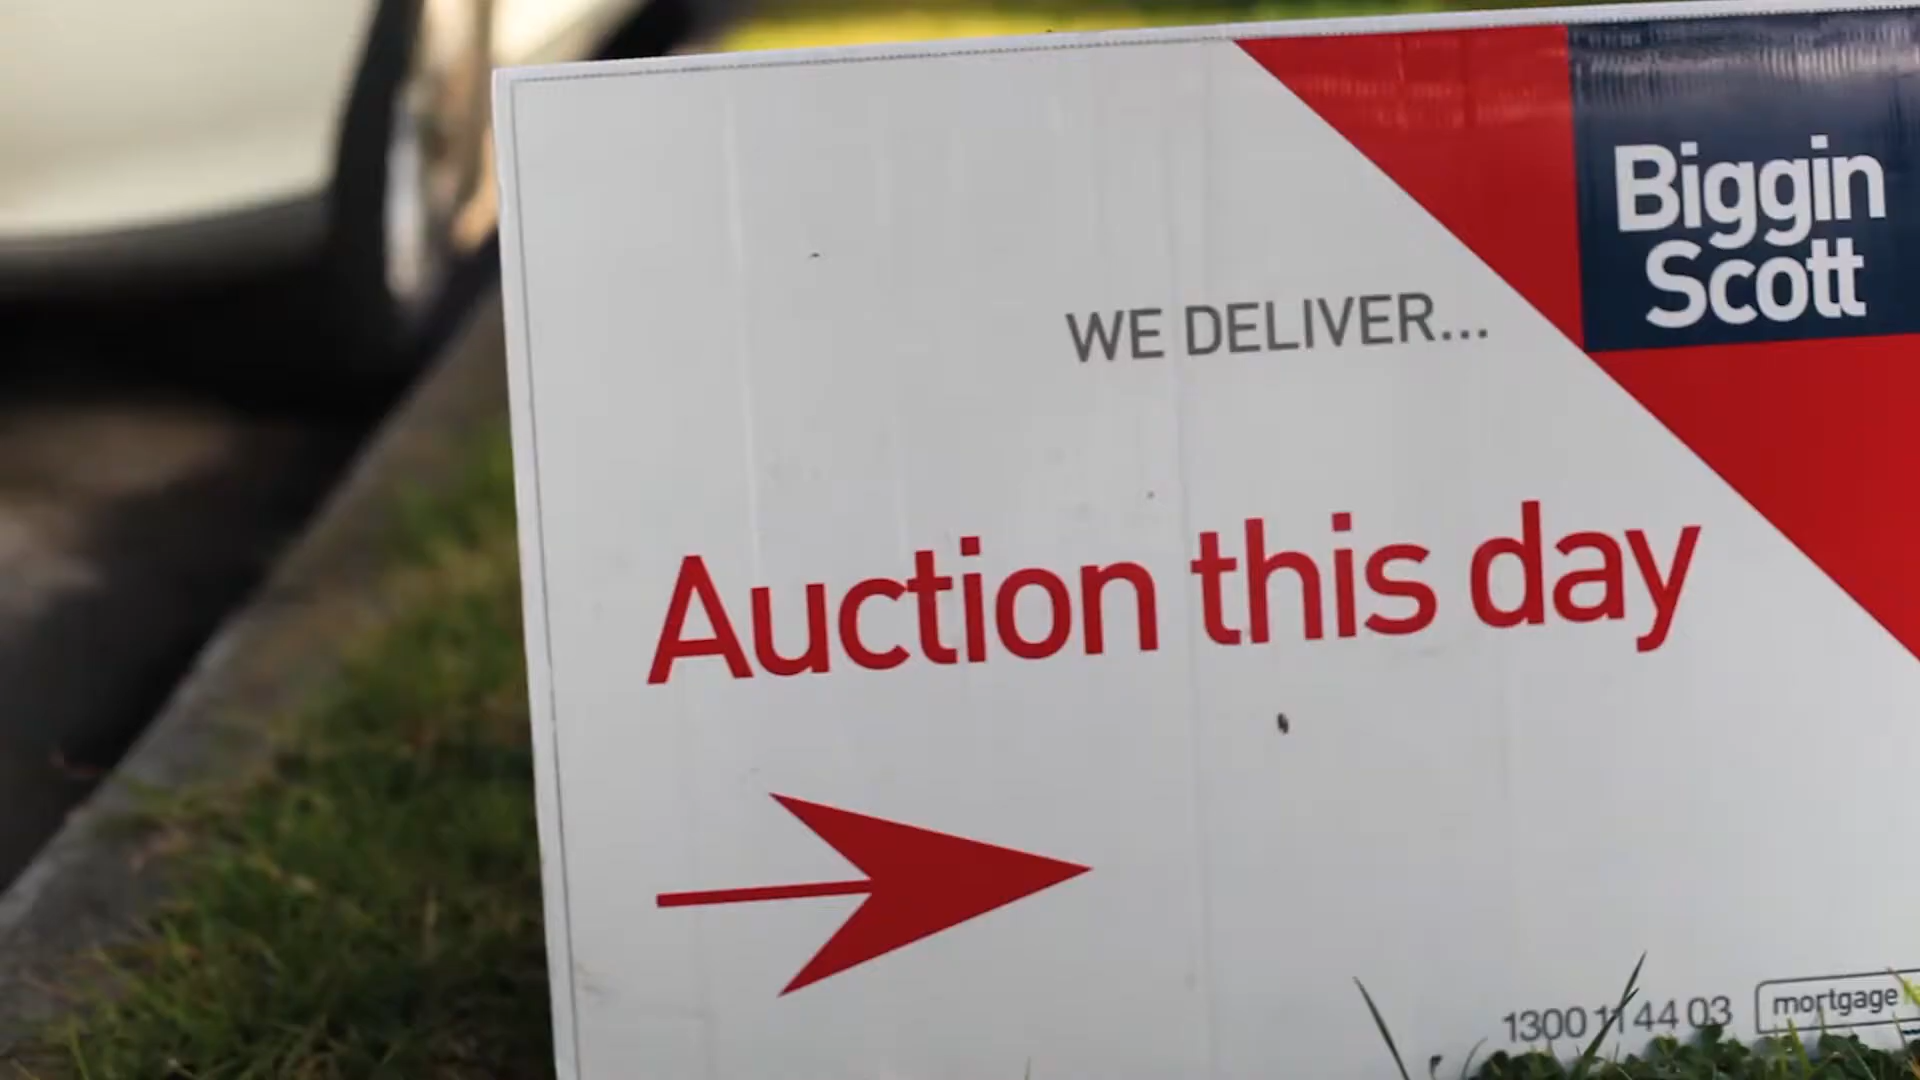 Biggin
Scott
WE DELIVER...
Auction this day
1300 11 44 03
mortgage